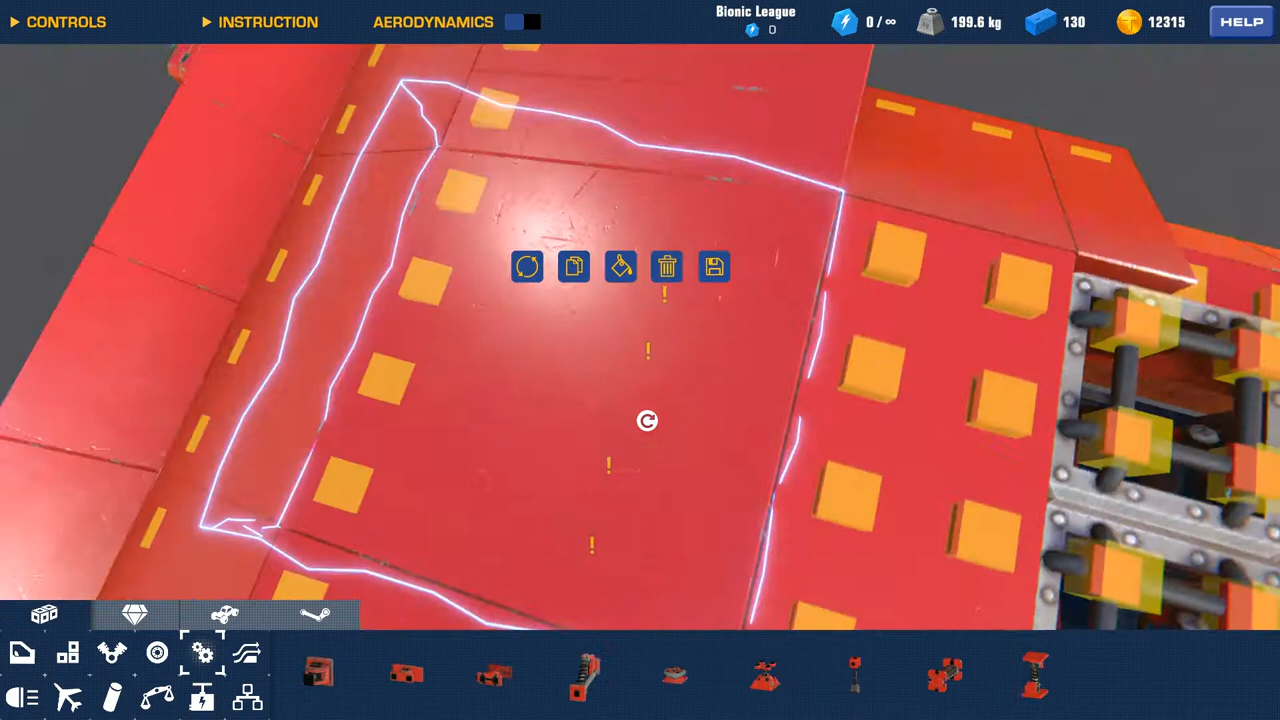 CONTROLS
INSTRUCTION
AERODYNAMICS
Bionic League
0
0 / ∞
199.6 kg
130
12315
HELP